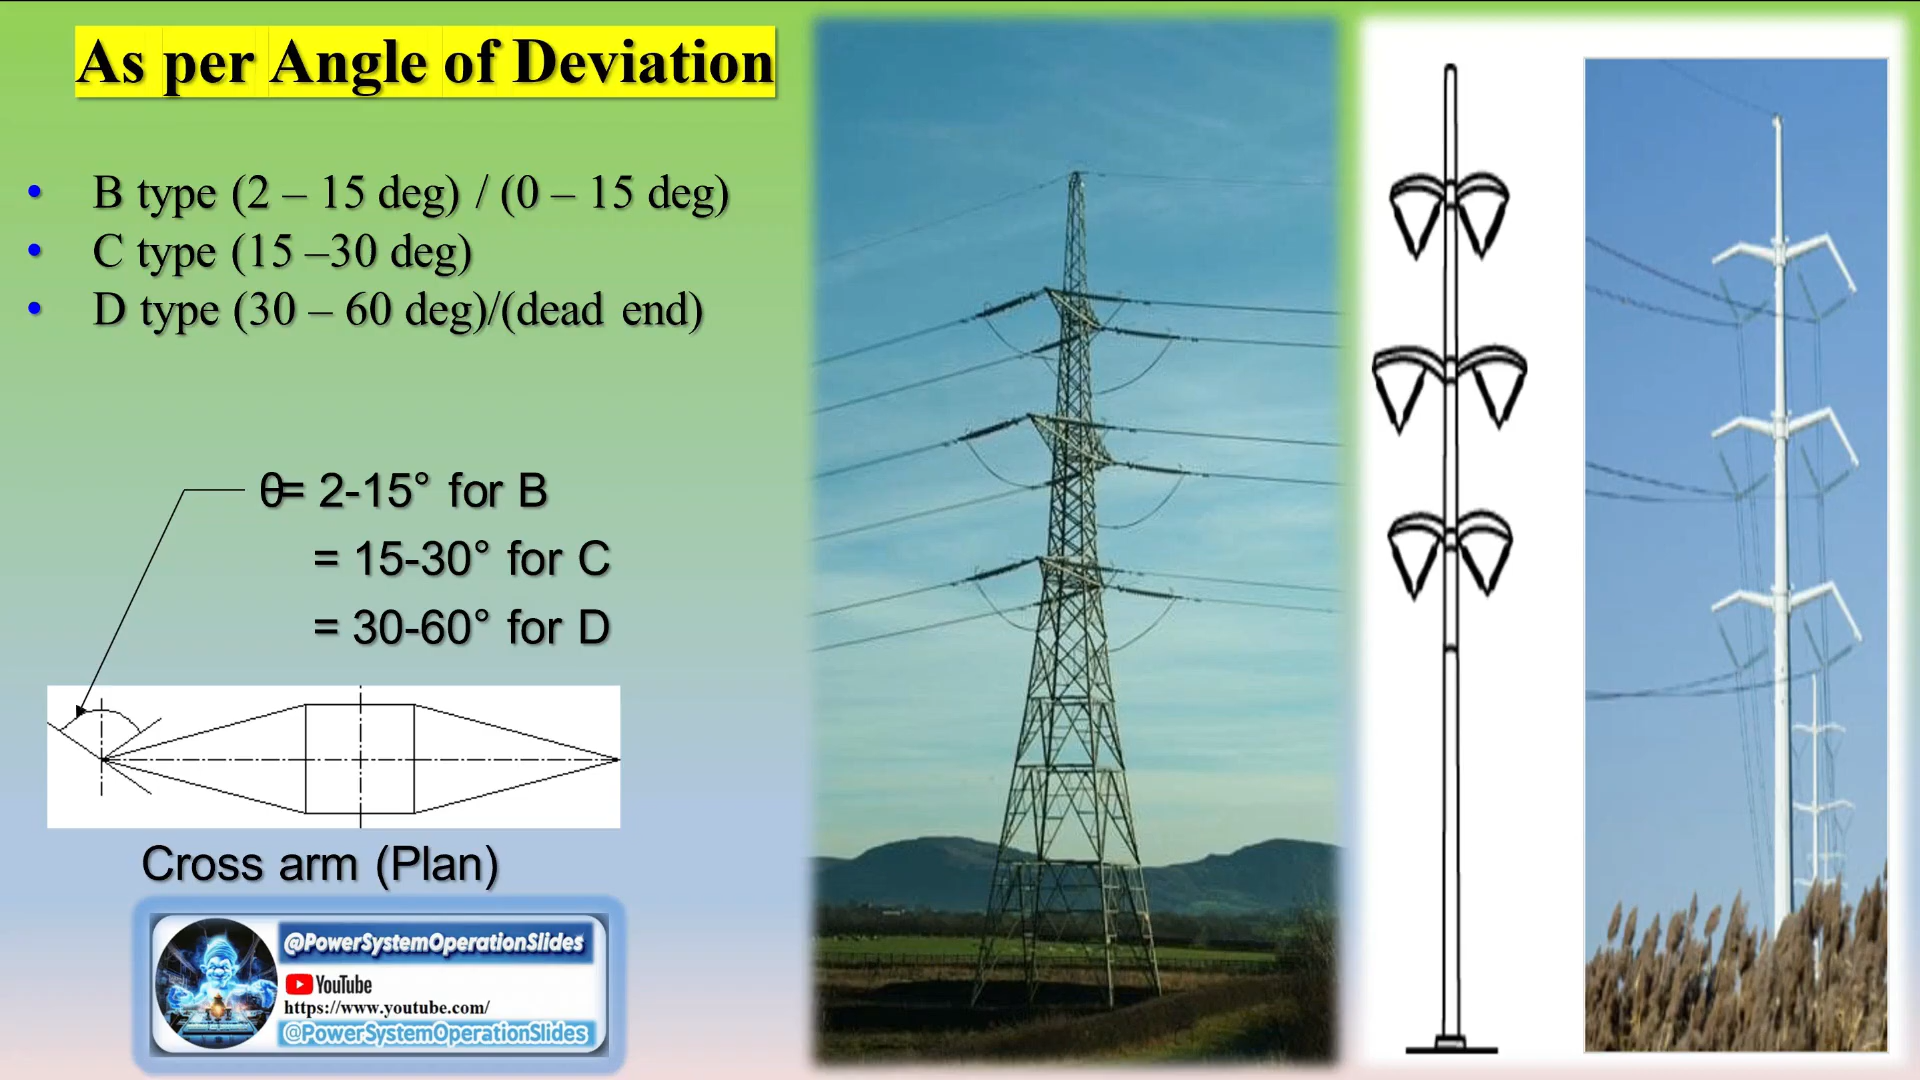 As per Angle of Deviation
• B type (2 – 15 deg) / (0 – 15 deg)
• C type (15 –30 deg)
• D type (30 – 60 deg)/(dead end)
θ= 2-15° for B
= 15-30° for C
= 30-60° for D
Cross arm (Plan)
@PowerSystemOperationSlides
YouTube
https://www.youtube.com/
@PowerSystemOperationSlides